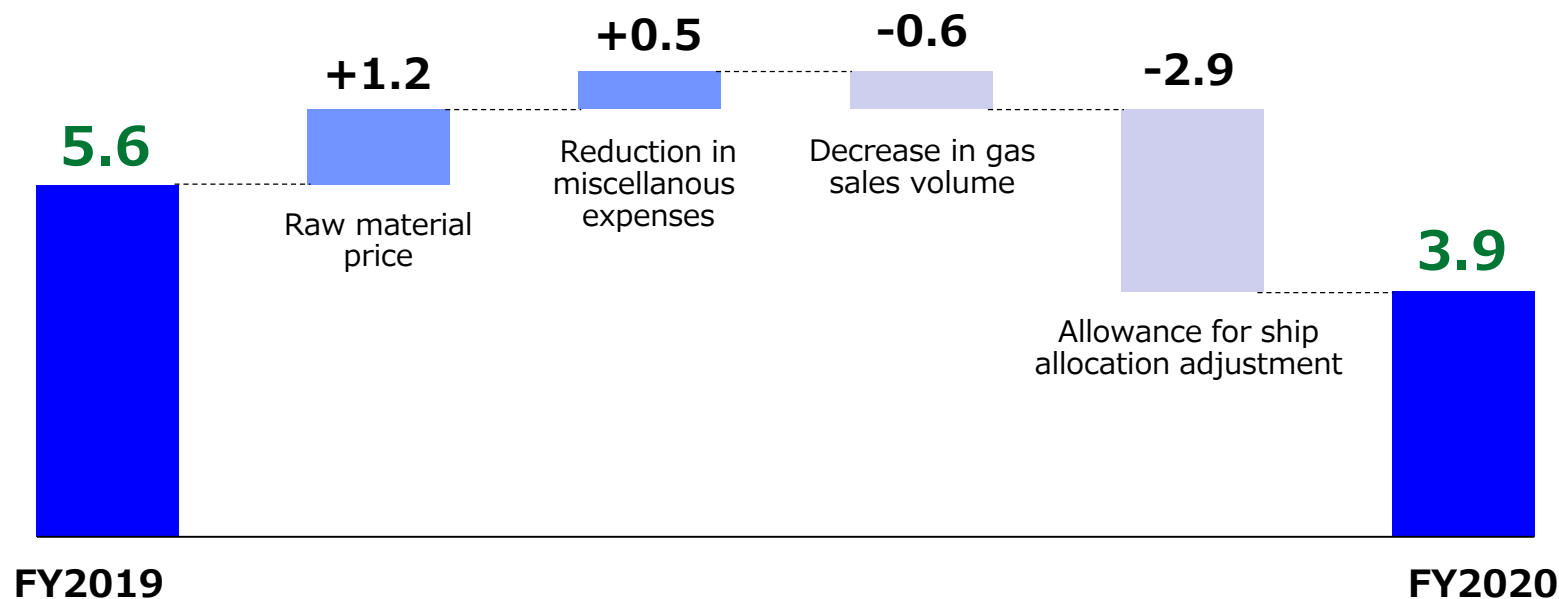 5.6
+1.2
Raw material
price
+0.5
Reduction in
miscellanous
expenses
-0.6
Decrease in gas
sales volume
-2.9
Allowance for ship
allocation adjustment
3.9
FY2019
FY2020